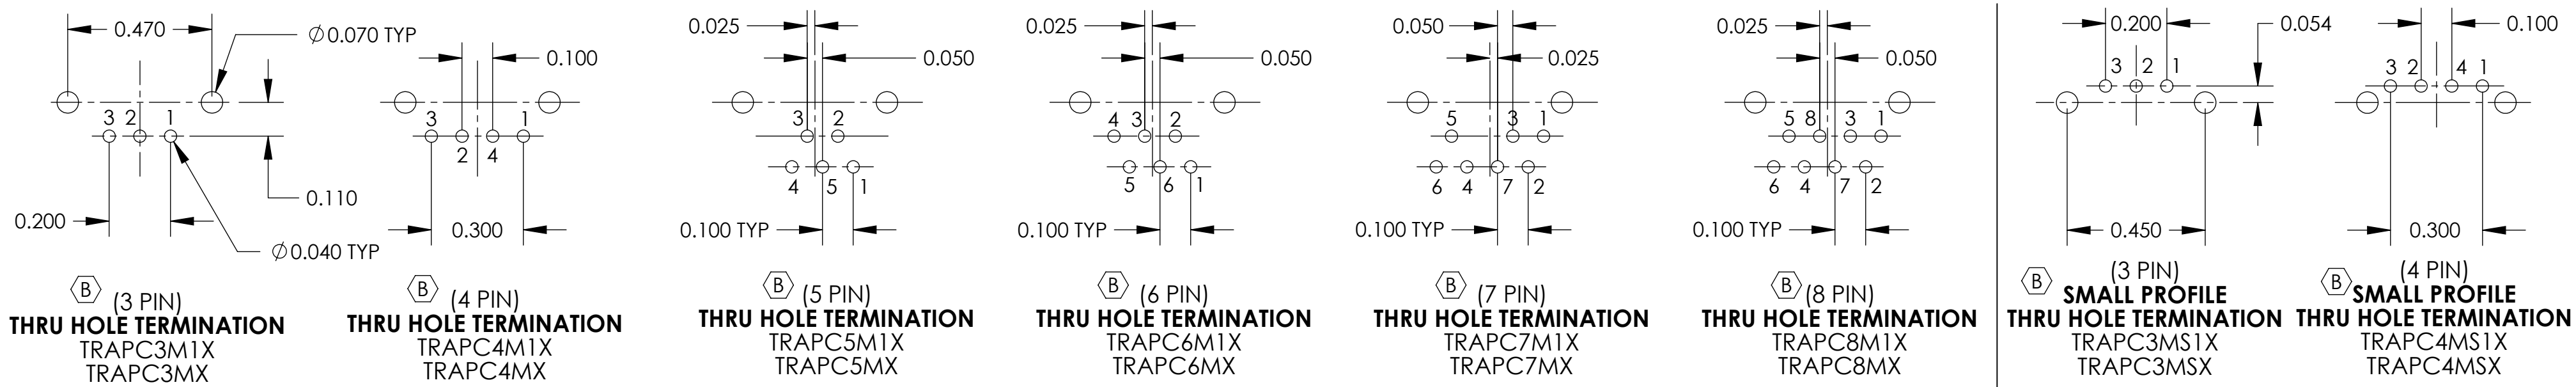 0.470
Ø0.070 TYP
3 2 1
0.110
0.200
Ø0.040 TYP
B
(3 PIN)
THRU HOLE TERMINATION
TRAPC3M1X
TRAPC3MX
0.100
3 1
2 4
0.300
B
(4 PIN)
THRU HOLE TERMINATION
TRAPC4M1X
TRAPC4MX
0.025
0.050
3 2
4 5 1
0.100 TYP
B
(5 PIN)
THRU HOLE TERMINATION
TRAPC5M1X
TRAPC5MX
0.025
0.050
4 3 2
5 6 1
0.100 TYP
B
(6 PIN)
THRU HOLE TERMINATION
TRAPC6M1X
TRAPC6MX
0.050
0.025
5 3 1
6 4 7 2
0.100 TYP
B
(7 PIN)
THRU HOLE TERMINATION
TRAPC7M1X
TRAPC7MX
0.025
0.050
5 8 3 1
6 4 7 2
0.100 TYP
B
(8 PIN)
THRU HOLE TERMINATION
TRAPC8M1X
TRAPC8MX
0.200
0.054
3 2 1
0.450
B
(3 PIN)
SMALL PROFILE
THRU HOLE TERMINATION
TRAPC3MS1X
TRAPC3MSX
0.100
3 2 4 1
0.300
B
(4 PIN)
SMALL PROFILE
THRU HOLE TERMINATION
TRAPC4MS1X
TRAPC4MSX